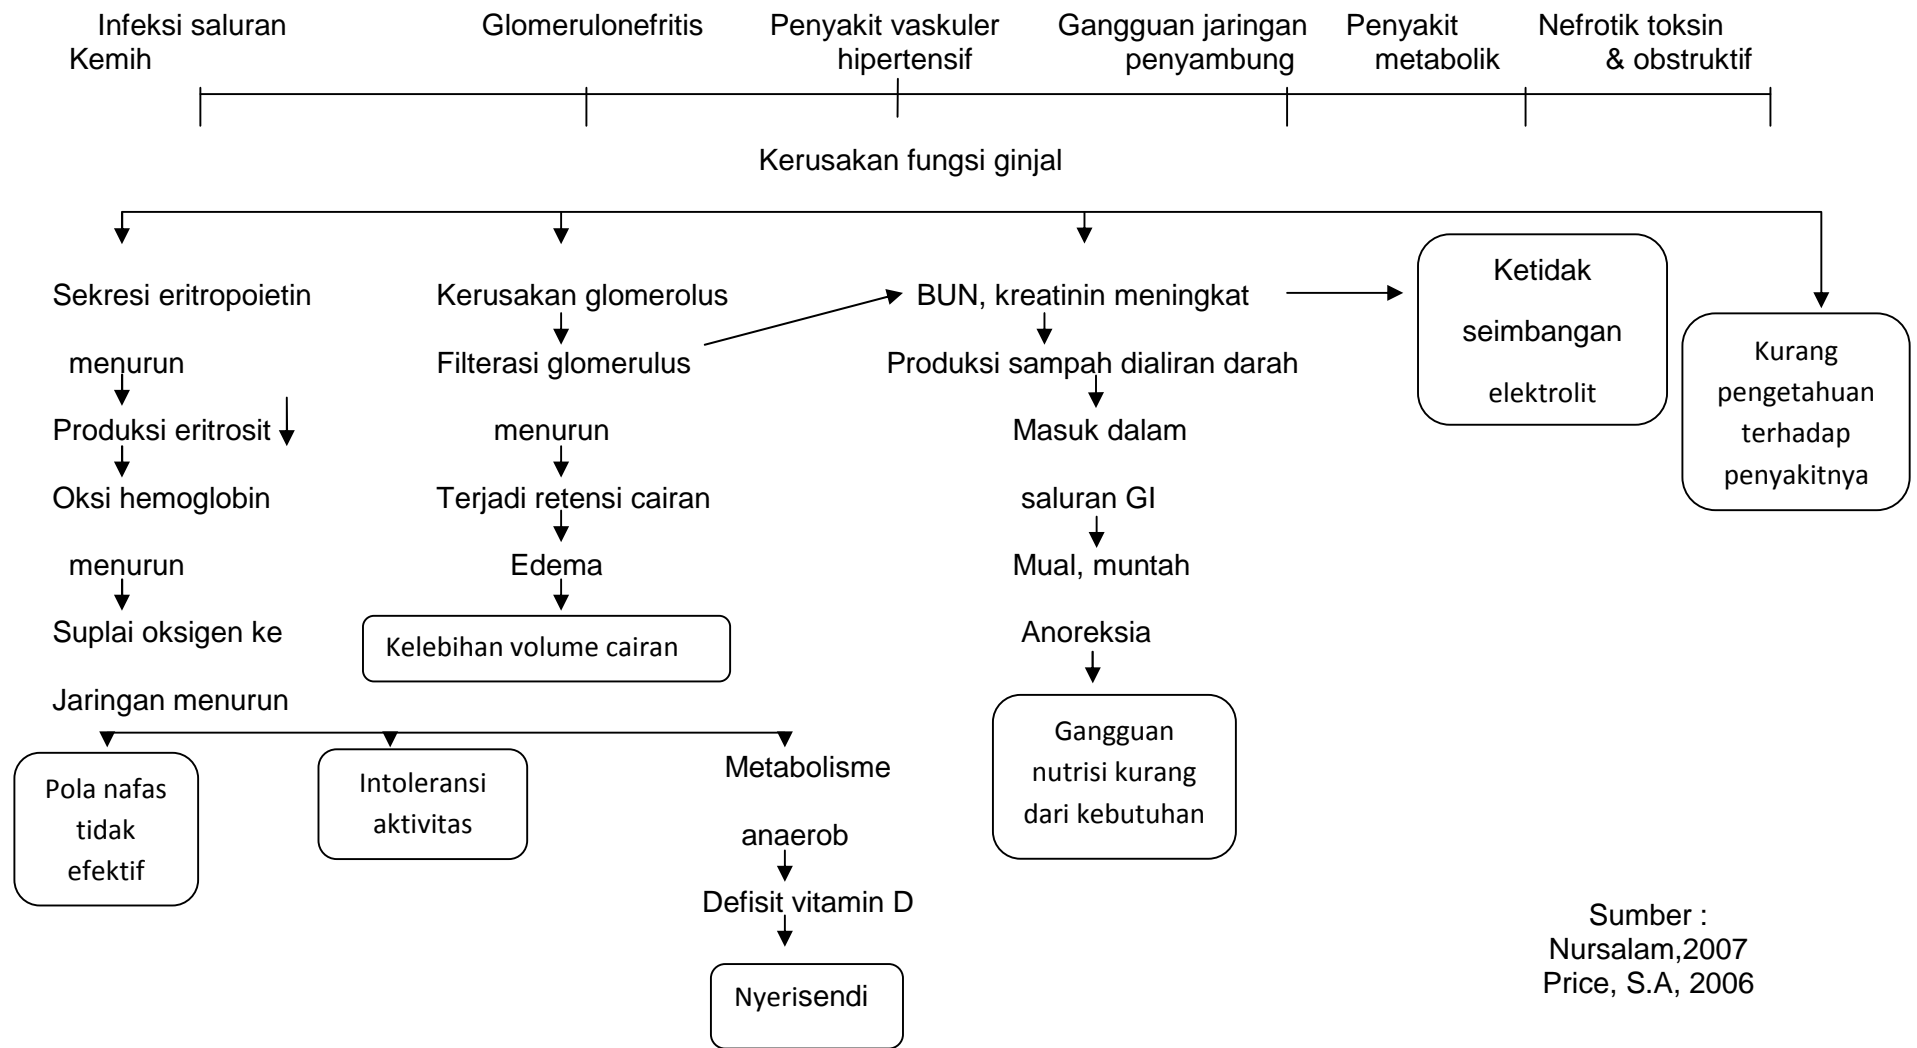 Infeksi saluran
Kemih
Glomerulonefritis
Penyakit vaskuler
hipertensif
Gangguan jaringan
penyambung
Penyakit
metabolik
Nefrotik toksin
& obstruktif
Kerusakan fungsi ginjal
Sekresi eritropoietin
menurun
Produksi eritrosit
Oksi hemoglobin
menurun
Suplai oksigen ke
Jaringan menurun
Pola nafas
tidak
efektif
Intoleransi
aktivitas
Metabolisme
anaerob
Defisit vitamin D
Nyerisendi
Kerusakan glomerolus
Filterasi glomerulus
menurun
Terjadi retensi cairan
Edema
Kelebihan volume cairan
BUN, kreatinin meningkat
Produksi sampah dialiran darah
Masuk dalam
saluran GI
Mual, muntah
Anoreksia
Gangguan
nutrisi kurang
dari kebutuhan
Ketidak
seimbangan
elektrolit
Kurang
pengetahuan
terhadap
penyakitnya
Sumber :
Nursalam,2007
Price, S.A, 2006